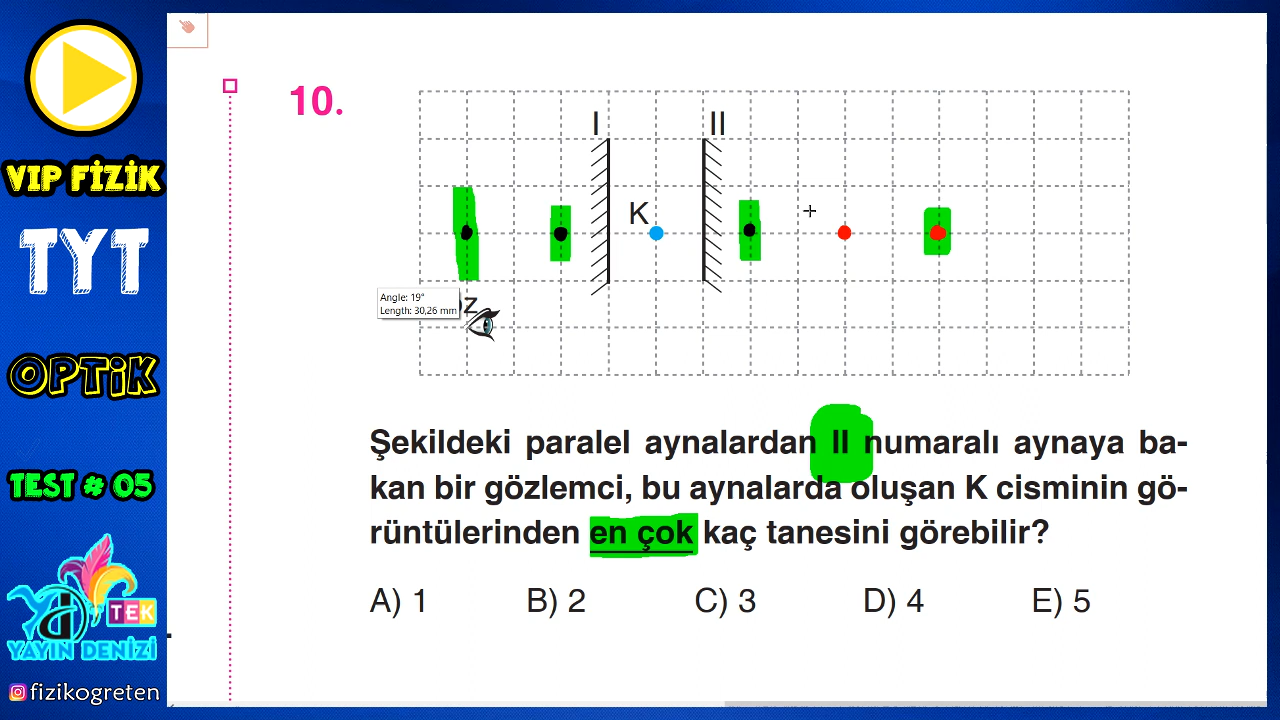 VIP FİZİK
TYT
OPTiK
TEST # 05
TEK
YAYIN DENİZİ
fizikogreten
10.
I
II
K
z
Angle: 19°
Length: 30,26 mm
Şekildeki paralel aynalardan II numaralı aynaya ba-
kan bir gözlemci, bu aynalarda oluşan K cisminin gö-
rüntülerinden en çok kaç tanesini görebilir?
A) 1
B) 2
C) 3
D) 4
E) 5